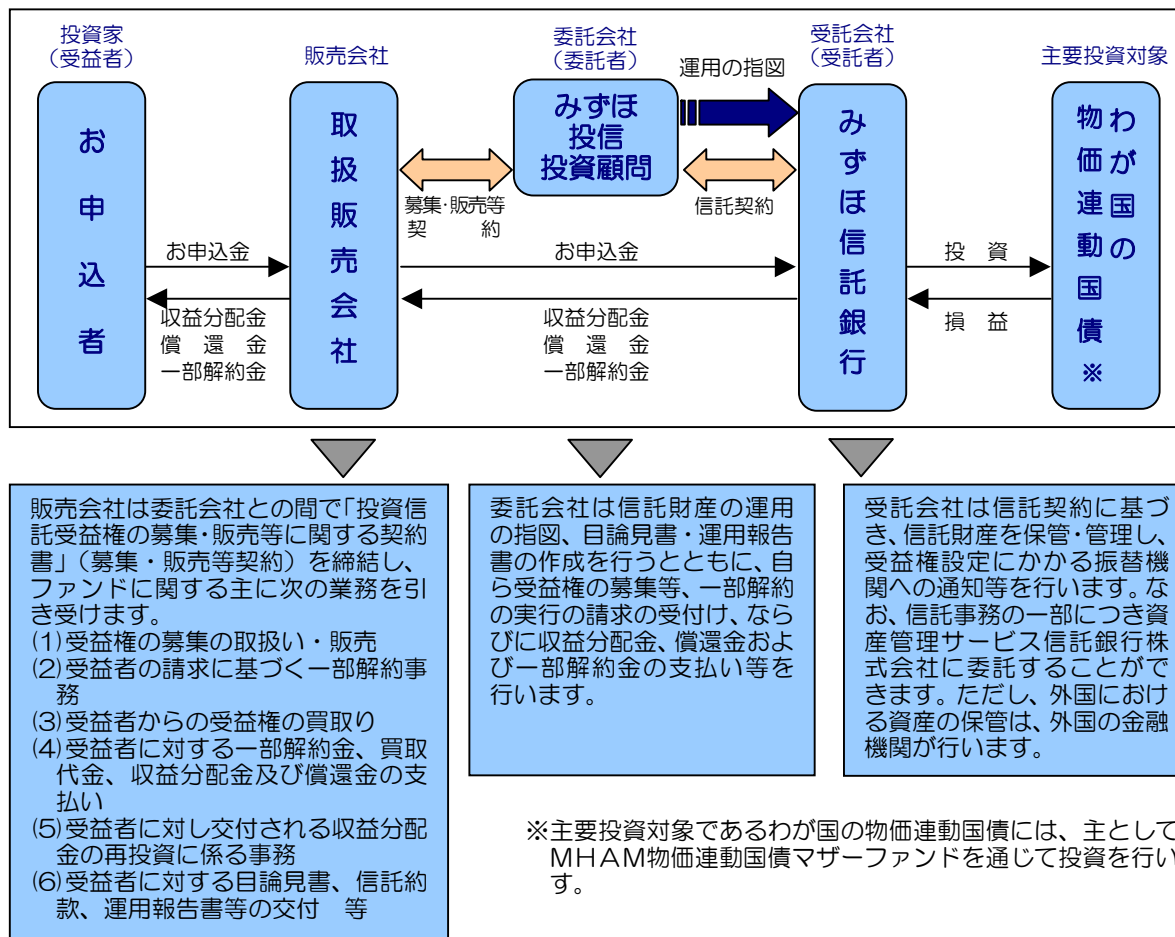 投資家
（受益者）
販売会社
委託会社
（委託者）
受託会社
（受託者）
主要投資対象
運用の指図
お申込者
取扱販売会社
みずほ
投信
投資顧問
みずほ信託銀行
わが国の
物価連動国債※
募集・販売等
契　　約
信託契約
お申込金
お申込金
投　資
収益分配金
償　還　金
一部解約金
収益分配金
償　還　金
一部解約金
損　益
販売会社は委託会社との間で「投資信
託受益権の募集・販売等に関する契約
書」（募集・販売等契約）を締結し、
ファンドに関する主に次の業務を引
き受けます。
(1)受益権の募集の取扱い・販売
(2)受益者の請求に基づく一部解約事
務
(3)受益者からの受益権の買取り
(4)受益者に対する一部解約金、買取
代金、収益分配金及び償還金の支
払い
(5)受益者に対し交付される収益分配
金の再投資に係る事務
(6)受益者に対する目論見書、信託約
款、運用報告書等の交付　等
委託会社は信託財産の運用
の指図、目論見書・運用報告
書の作成を行うとともに、自
ら受益権の募集等、一部解約
の実行の請求の受付け、なら
びに収益分配金、償還金およ
び一部解約金の支払い等を
行います。
受託会社は信託契約に基づ
き、信託財産を保管・管理し、
受益権設定にかかる振替機
関への通知等を行います。な
お、信託事務の一部につき資
産管理サービス信託銀行株
式会社に委託することがで
きます。ただし、外国におけ
る資産の保管は、外国の金融
機関が行います。
※主要投資対象であるわが国の物価連動国債には、主として
MHAM物価連動国債マザーファンドを通じて投資を行い
す。